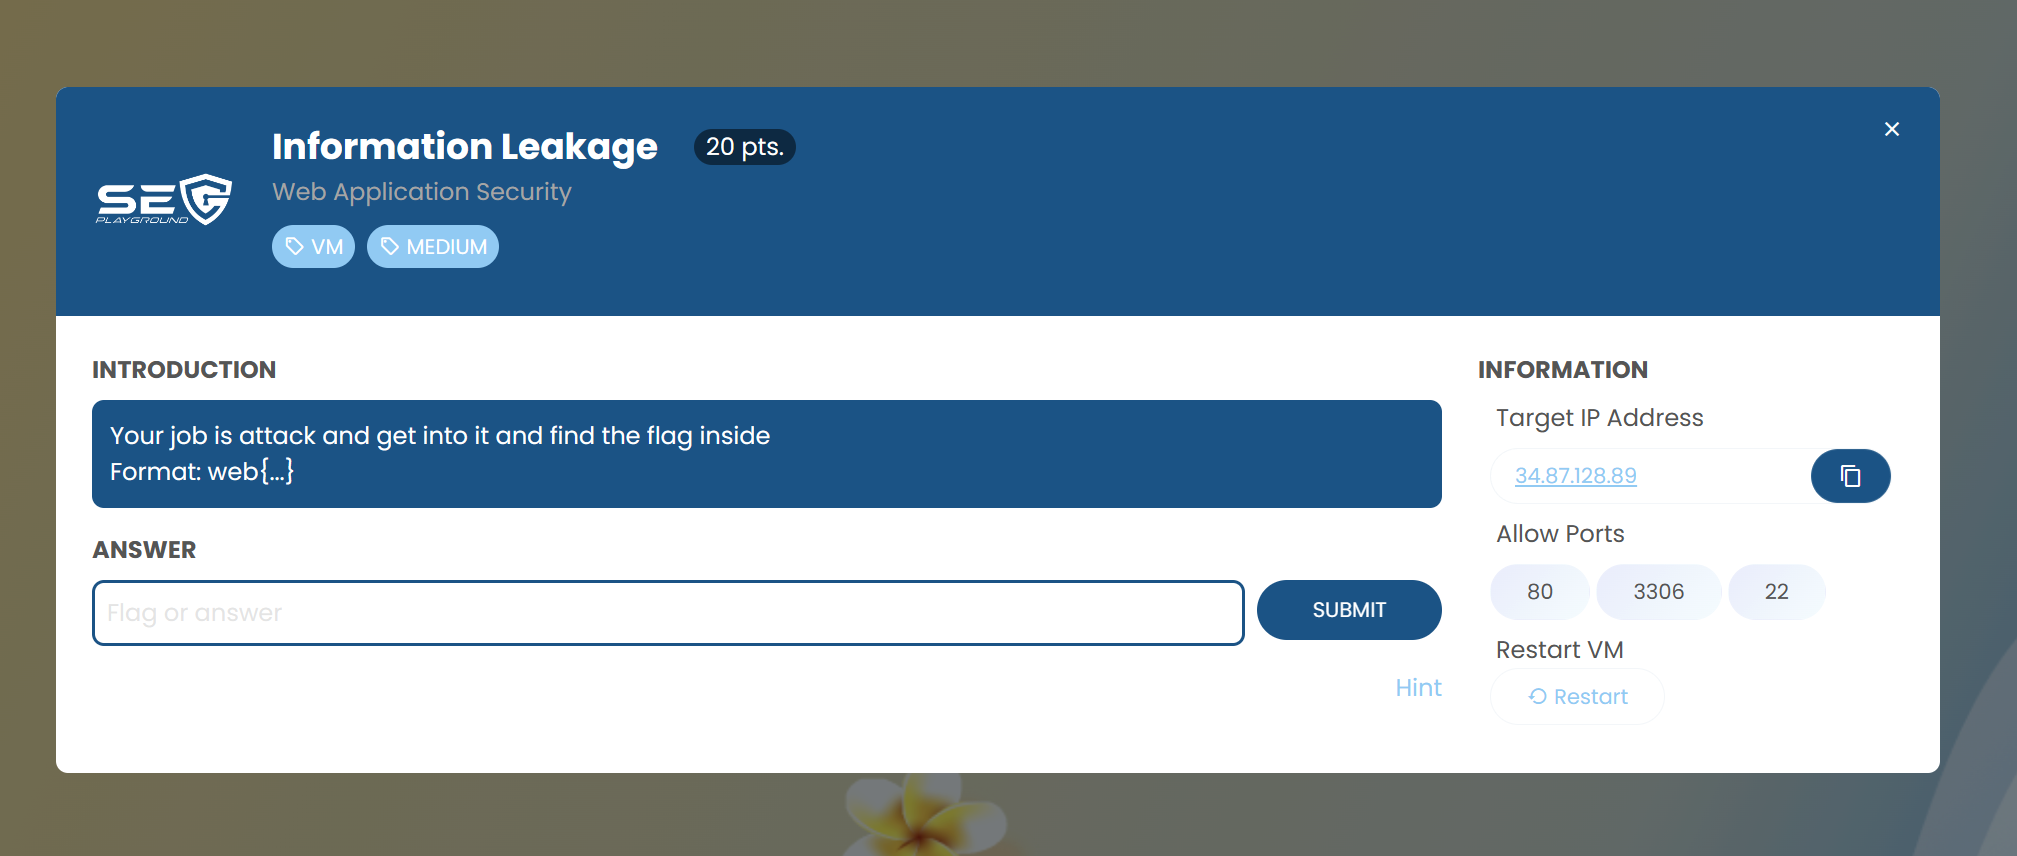 Information Leakage
20 pts.
Web Application Security
VM
MEDIUM
SEC
PLAYGROUND
INTRODUCTION
Your job is attack and get into it and find the flag inside
Format: web{...}
ANSWER
Flag or answer
SUBMIT
Hint
INFORMATION
Target IP Address
34.87.128.89
Allow Ports
80
3306
22
Restart VM
Restart